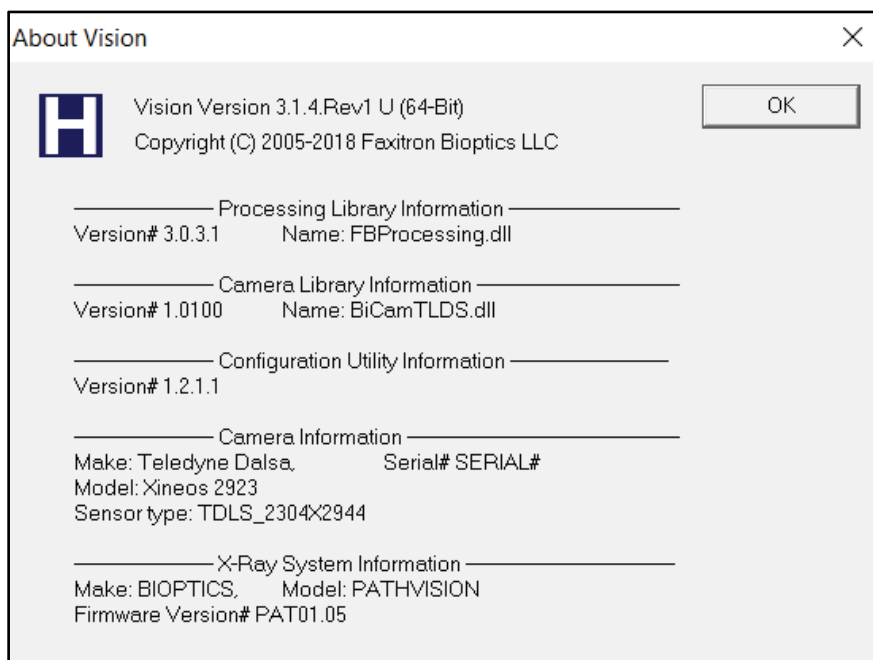 About Vision
Vision Version 3.1.4.Rev1 U (64-Bit)
OK
Copyright (C) 2005-2018 Faxitron Bioptics LLC
Processing Library Information
Version# 3.0.3.1 Name: FBProcessing.dll
Camera Library Information
Version# 1.0100 Name: BiCamTLDS.dll
Configuration Utility Information
Version# 1.2.1.1
Camera Information
Make: Teledyne Dalsa, Serial# SERIAL#
Model: Xineos 2923
Sensor type: TDLS_2304X2944
X-Ray System Information
Make: BIOPTICS, Model: PATHVISION
Firmware Version# PAT01.05